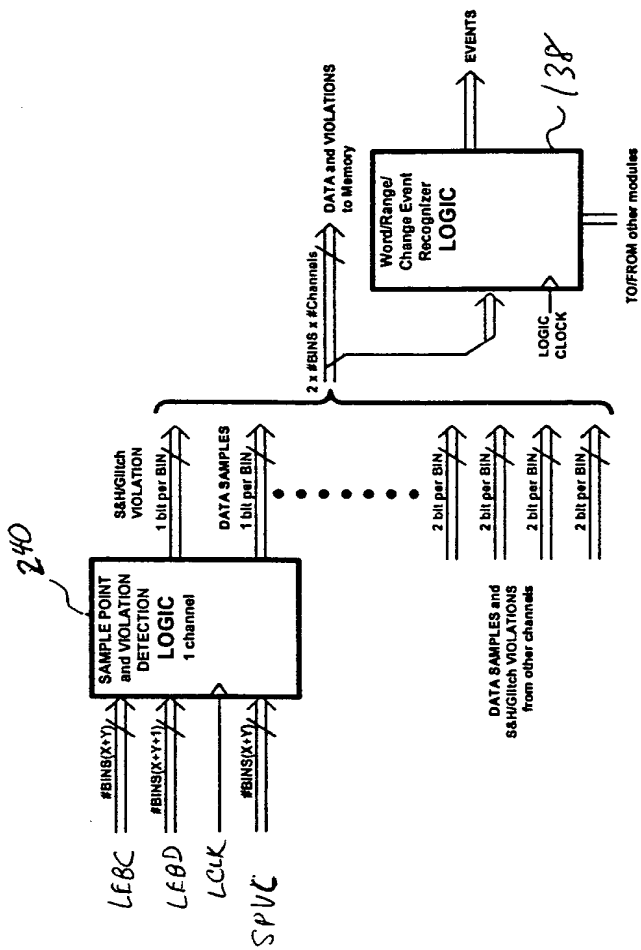 240
SAMPLE POINT
and VIOLATION
DETECTION
LOGIC
1 channel
LEBC
#BINS(X+Y)
LEBD
#BINS(X+Y+1)
LCLK
SPVC
#BINS(X+Y)
S&H/Glitch
VIOLATION
1 bit per BIN
DATA SAMPLES
1 bit per BIN
2 bit per BIN
2 bit per BIN
2 bit per BIN
2 bit per BIN
DATA SAMPLES and
S&H/Glitch VIOLATIONS
from other channels
2 x #BINS x #Channels
DATA and VIOLATIONS
to Memory
Word/Range/
Change Event
Recognizer
LOGIC
LOGIC
CLOCK
EVENTS
138
TO/FROM other modules